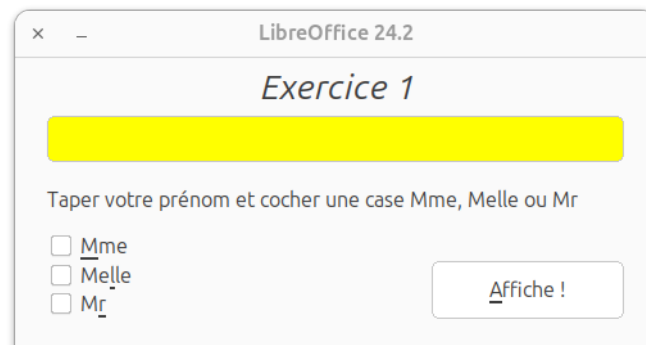 LibreOffice 24.2
Exercice 1
Taper votre prénom et cocher une case Mme, Melle ou Mr
Mme
Melle
Mr
Affiche !